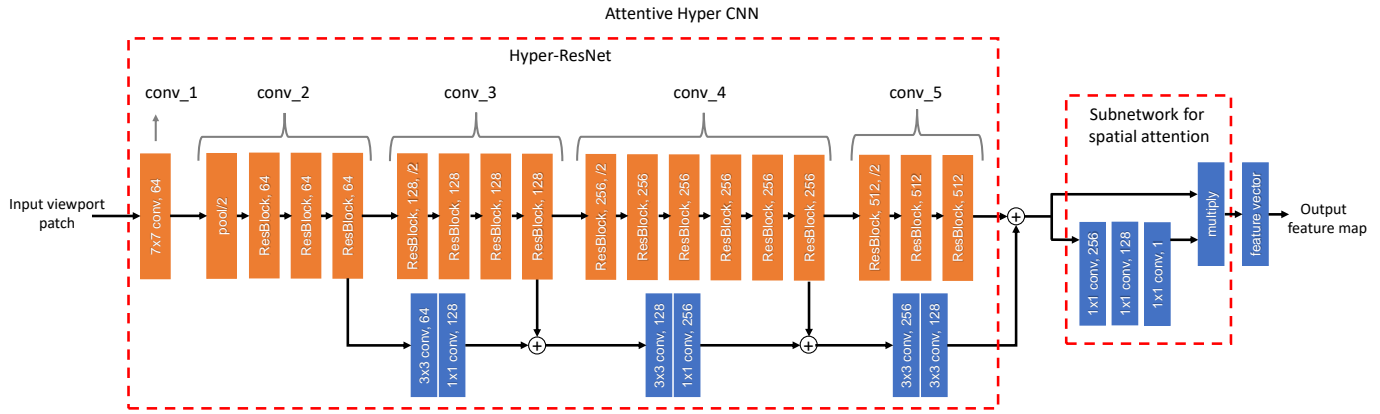 Attentive Hyper CNN
Hyper-ResNet
conv_1
conv_2
conv_3
conv_4
conv_5
Input viewport
patch
7x7 conv, 64
pool/2
ResBlock, 64
ResBlock, 64
ResBlock, 64
ResBlock, 128, /2
ResBlock, 128
ResBlock, 128
ResBlock, 128
ResBlock, 256, /2
ResBlock, 256
ResBlock, 256
ResBlock, 256
ResBlock, 256
ResBlock, 256
ResBlock, 512, /2
ResBlock, 512
ResBlock, 512
3x3 conv, 64
1x1 conv, 128
3x3 conv, 128
1x1 conv, 256
3x3 conv, 256
3x3 conv, 128
Subnetwork for
spatial attention
1x1 conv, 256
1x1 conv, 128
1x1 conv, 1
multiply
feature vector
Output
feature map